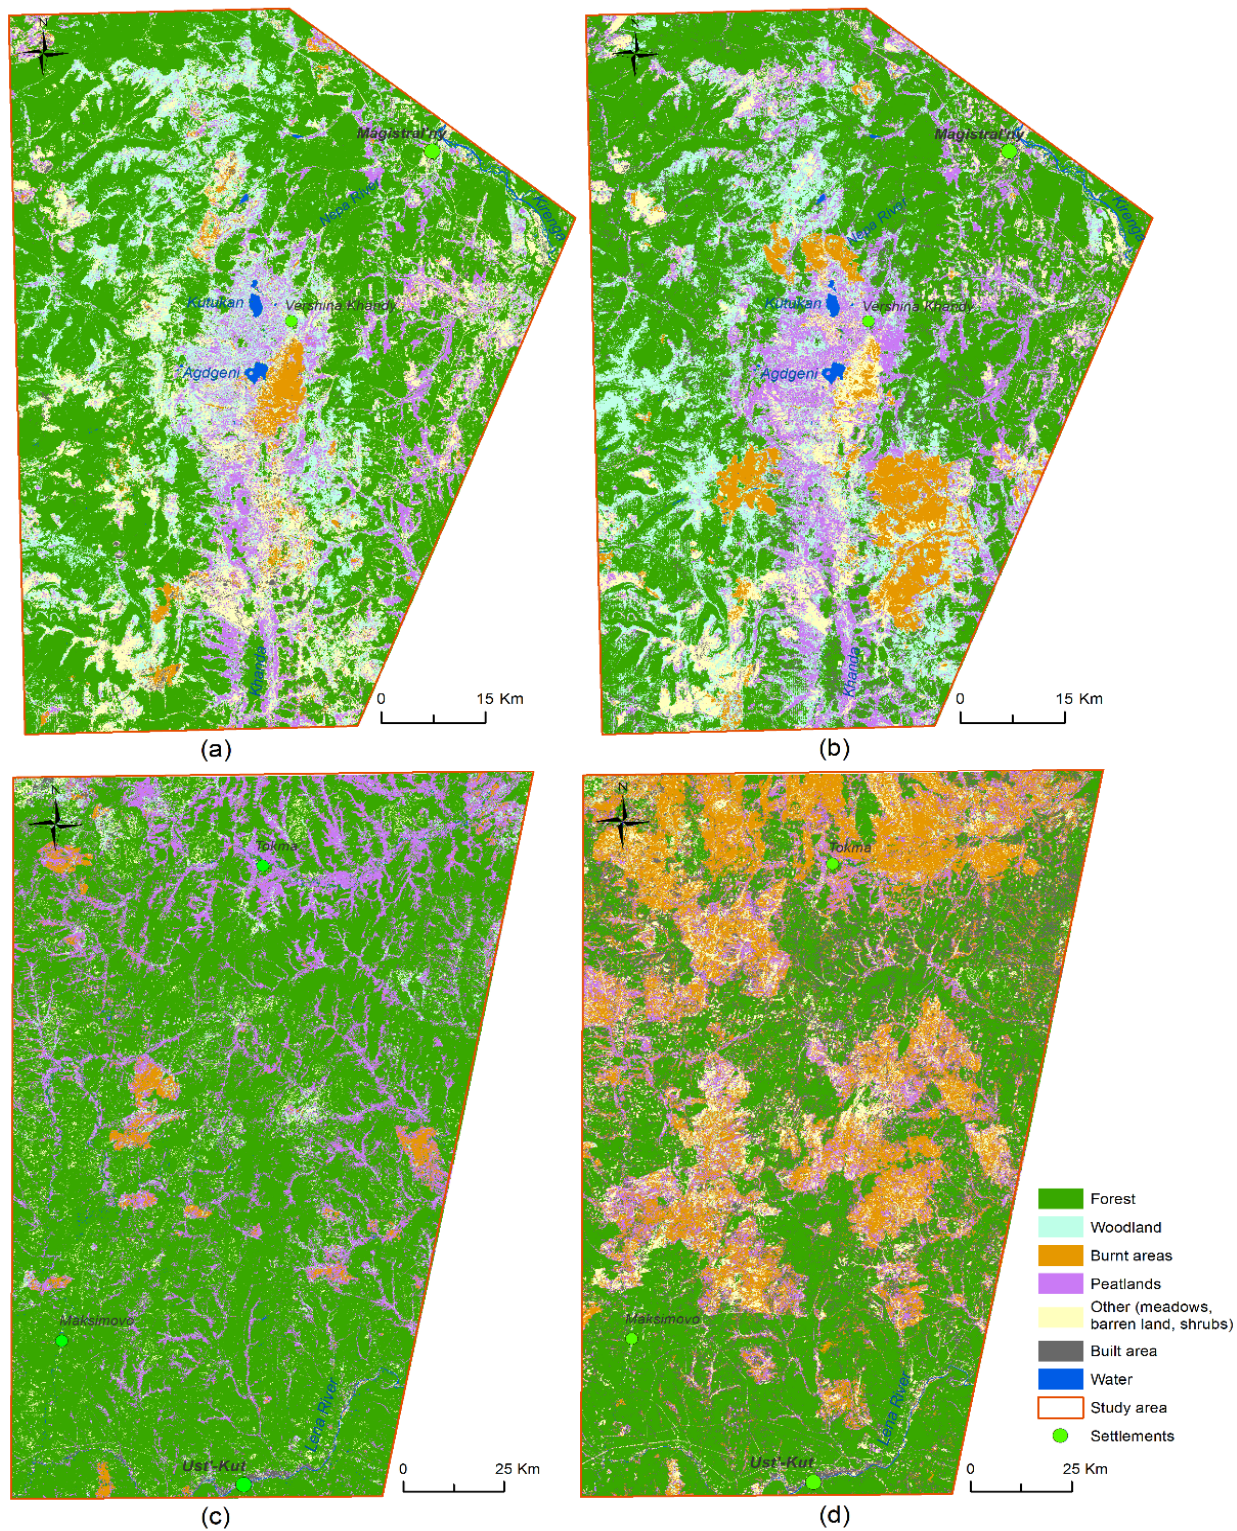 N
Magistral'ny
Kirenga
Nepa River
Kutukan
Vershina Khandy
Agdgeni
Khanda
0 15 Km
(a)
N
Magistral'ny
Kirenga
Nepa River
Kutukan
Vershina Khandy
Agdgeni
Khanda
0 15 Km
(b)
N
Tokma
Maksimovo
Lena River
Ust'-Kut
0 25 Km
(c)
N
Tokma
Maksimovo
Lena River
Ust'-Kut
0 25 Km
(d)
Forest
Woodland
Burnt areas
Peatlands
Other (meadows,
barren land, shrubs)
Built area
Water
Study area
Settlements